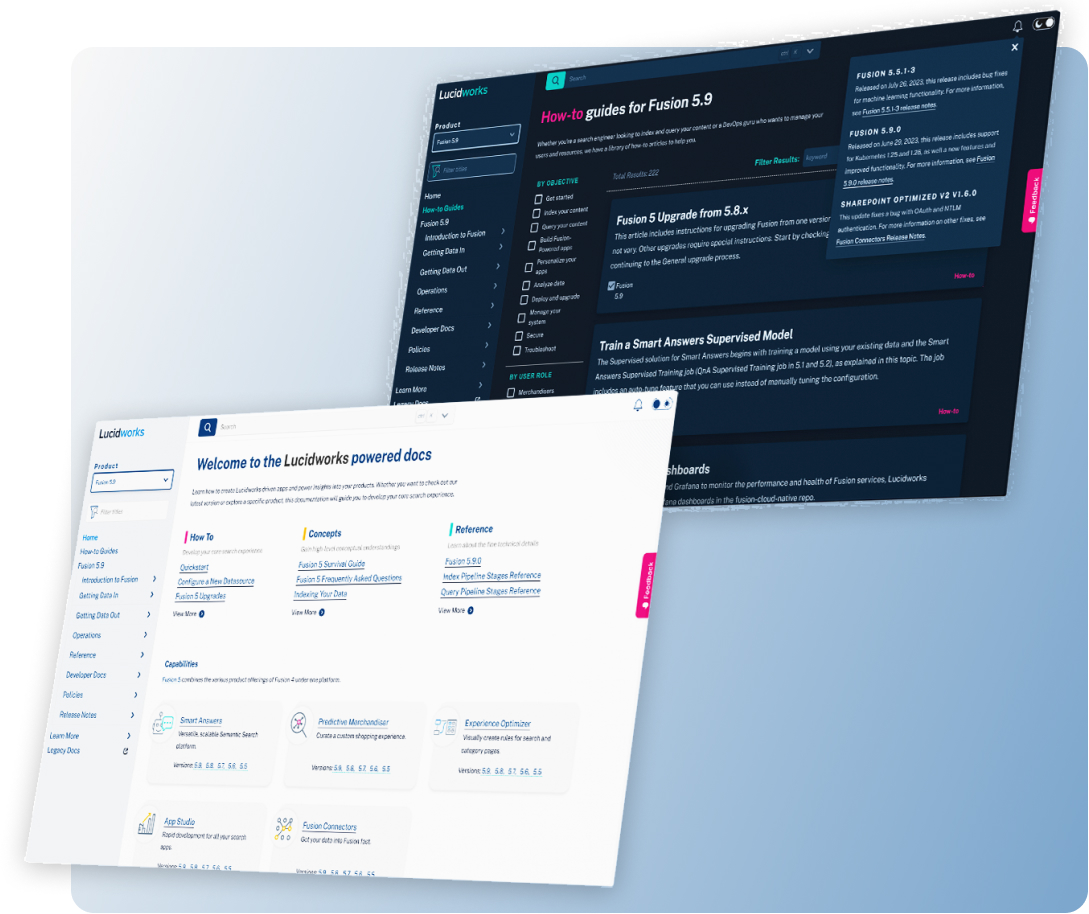 Lucidworks
Product
Fusion 5.9
Filter titles
Home
How-to Guides
Fusion 5.9
Introduction to Fusion
Getting Data In
Getting Data Out
Operations
Reference
Developer Docs
Policies
Release Notes
Learn More
Legacy Docs
Search
How-to guides for Fusion 5.9
Whether you're a search engineer looking to index and query your content or a DevOps guru who wants to manage your
users and resources, we have a library of how-to articles to help you.
BY OBJECTIVE
Get started
Index your content
Query your content
Build Fusion-
Powered apps
Personalize your
apps
Analyze data
Deploy and upgrade
Manage your
system
Secure
Troubleshoot
BY USER ROLE
Merchandisers
Total Results: 222
Filter Results:
keyword
Fusion 5 Upgrade from 5.8.x
This article includes instructions for upgrading Fusion from one version
not vary. Other upgrades require special instructions. Start by checking
continuing to the General upgrade process.
Fusion
5.9
How-to
Train a Smart Answers Supervised Model
The Supervised solution for Smart Answers begins with training a model using your existing data and the Smart
Answers Supervised Training job (QnA Supervised Training job in 5.1 and 5.2), as explained in this topic. The job
includes an auto-tune feature that you can use instead of manually tuning the configuration.
How-to
shboards
nd Grafana to monitor the performance and health of Fusion services, Lucidworks
fano dashboards in the fusion-cloud-native repo.
FUSION 5.5.1-3
Released on July 26, 2023, this release includes bug fixes
for machine learning functionality. For more information,
see Fusion 5.5.1-3 release notes.
FUSION 5.9.0
Released on June 29, 2023, this release includes support
for Kubernetes 1.25 and 1.26, as well a new features and
improved functionality. For more information, see Fusion
5.9.0 release notes.
SHAREPOINT OPTIMIZED V2 V1.6.0
This update fixes a bug with OAuth and NTLM
authentication. For more information on other fixes, see
Fusion Connectors Release Notes.
Feedback
Lucidworks
Product
Fusion 5.9
Filter titles
Home
How-to Guides
Fusion 5.9
Introduction to Fusion
Getting Data In
Getting Data Out
Operations
Reference
Developer Docs
Policies
Release Notes
Learn More
Legacy Docs
Search
Welcome to the Lucidworks powered docs
Learn how to create Lucidworks driven apps and power insights into your products. Whether you want to check out our
latest version or explore a specific product, this documentation will guide you to develop your core search experience.
How To
Develop your core search experience
Quickstart
Configure a New Datasource
Fusion 5 Upgrades
View More
Concepts
Gain high level conceptual understandings
Fusion 5 Survival Guide
Fusion 5 Frequently Asked Questions
Indexing Your Data
View More
Reference
Learn about the fine technical details
Fusion 5.9.0
Index Pipeline Stages Reference
Query Pipeline Stages Reference
View More
Capabilities
Fusion 5 combines the various product offerings of Fusion 4 under one platform.
Smart Answers
Versatile, scalable Semantic Search
platform.
Versions: 5.9, 5.8, 5.7, 5.6, 5.5
Predictive Merchandiser
Curate a custom shopping experience.
Versions: 5.9, 5.8, 5.7, 5.6, 5.5
Experience Optimizer
Visually create rules for search and
category pages.
Versions: 5.9, 5.8, 5.7, 5.6, 5.5
App Studio
Rapid development for all your search
apps.
Versions: 5.9, 5.8, 5.7, 5.6, 5.5
Fusion Connectors
Get your data into Fusion fast.
Versions: 5.9, 5.8, 5.7, 5.6, 5.5
Feedback